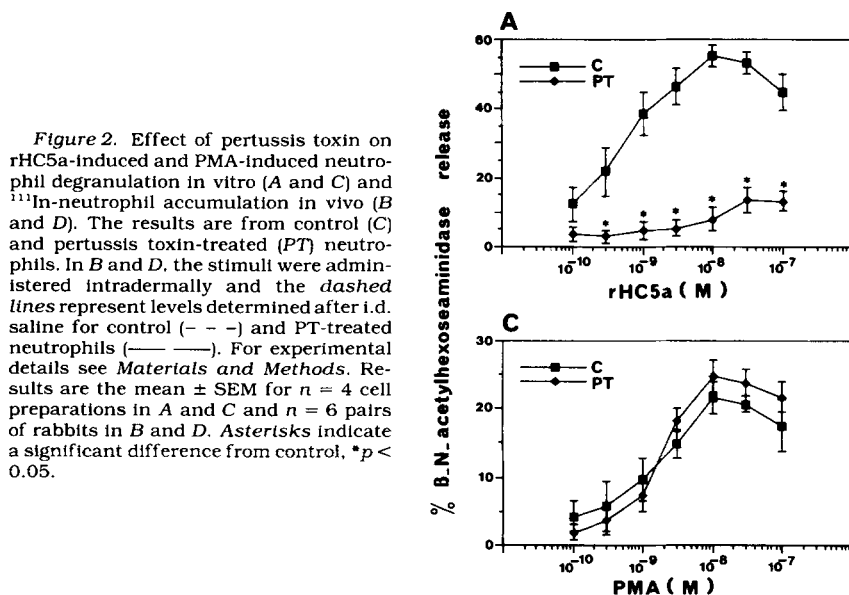 Figure 2. Effect of pertussis toxin on
rHC5a-induced and PMA-induced neutro-
phil degranulation in vitro (A and C) and
¹¹¹In-neutrophil accumulation in vivo (B
and D). The results are from control (C)
and pertussis toxin-treated (PT) neutro-
phils. In B and D, the stimuli were admin-
istered intradermally and the dashed
lines represent levels determined after i.d.
saline for control (– – –) and PT-treated
neutrophils (—— ——). For experimental
details see Materials and Methods. Re-
sults are the mean ± SEM for n = 4 cell
preparations in A and C and n = 6 pairs
of rabbits in B and D. Asterisks indicate
a significant difference from control, *p <
0.05.
% B_N_acetylhexoseaminidase release
A
60
40
20
0
C
PT
* * * * * *
10⁻¹⁰ 10⁻⁹ 10⁻⁸ 10⁻⁷
rHC5a ( M )
C
30
20
10
0
C
PT
10⁻¹⁰ 10⁻⁹ 10⁻⁸ 10⁻⁷
PMA ( M )